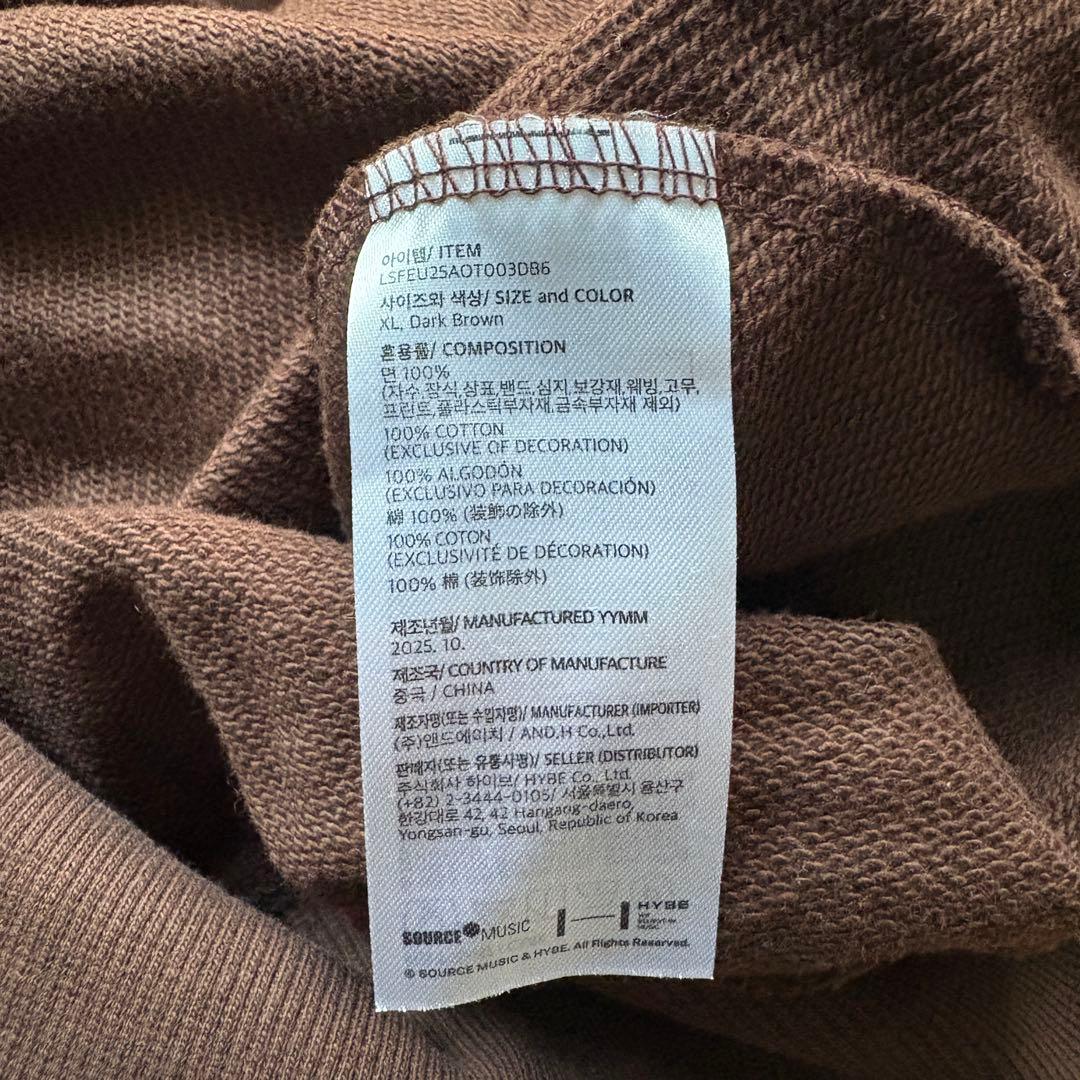 아이템/ ITEM
LSFEU25AOT003DB6
사이즈와 색상/ SIZE and COLOR
XL, Dark Brown
혼용률/ COMPOSITION
면 100%
(자수,장식,상표,밴드,심지,보강재,웨빙,고무,
프린트,플라스틱부자재,금속부자재 제외)
100% COTTON
(EXCLUSIVE OF DECORATION)
100% ALGODÓN
(EXCLUSIVO PARA DECORACIÓN)
綿 100% (装飾の除外)
100% COTON
(EXCLUSIVITÉ DE DÉCORATION)
100% 棉 (装饰除外)
제조년월/ MANUFACTURED YYMM
2025. 10.
제조국/ COUNTRY OF MANUFACTURE
중국 / CHINA
제조자명(또는 수입자명)/ MANUFACTURER (IMPORTER)
(주)앤드에이치 / AND.H Co.,Ltd.
판매자(또는 유통사명)/ SELLER (DISTRIBUTOR)
주식회사 하이브/ HYBE Co., Ltd.
(+82) 2-3444-0105/ 서울특별시 용산구
한강대로 42, 42 Hangang-daero,
Yongsan-gu, Seoul, Republic of Korea
SOURCE MUSIC
HYBE
© SOURCE MUSIC & HYBE. All Rights Reserved.